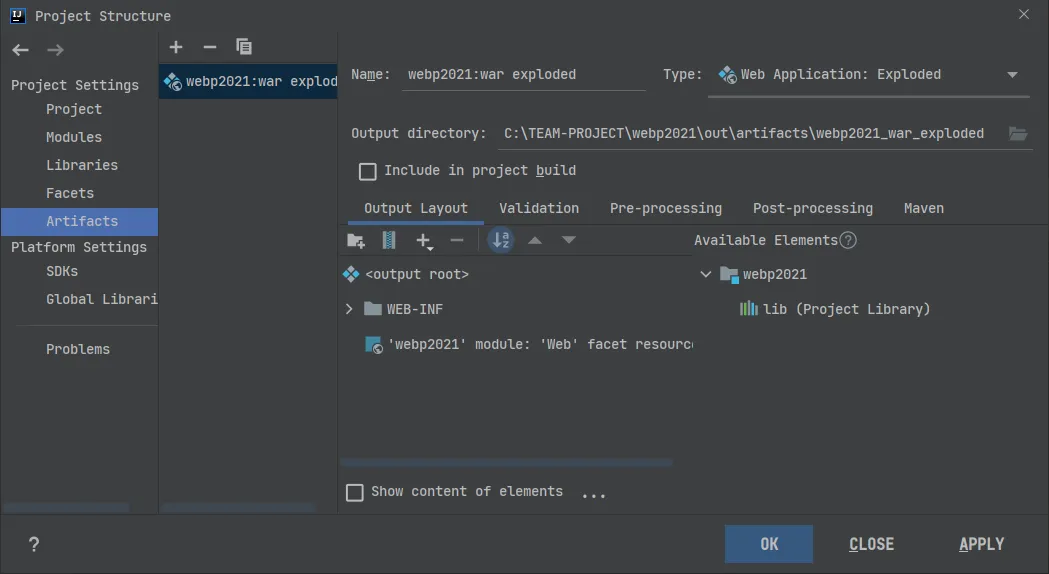 Project Structure
Project Settings
Project
Modules
Libraries
Facets
Artifacts
Platform Settings
SDKs
Global Librari
Problems
webp2021:war explod
Name: webp2021:war exploded
Type: Web Application: Exploded
Output directory: C:\TEAM-PROJECT\webp2021\out\artifacts\webp2021_war_exploded
Include in project build
Output Layout Validation Pre-processing Post-processing Maven
Available Elements ?
<output root>
WEB-INF
'webp2021' module: 'Web' facet resourc
webp2021
lib (Project Library)
Show content of elements ...
? OK CLOSE APPLY